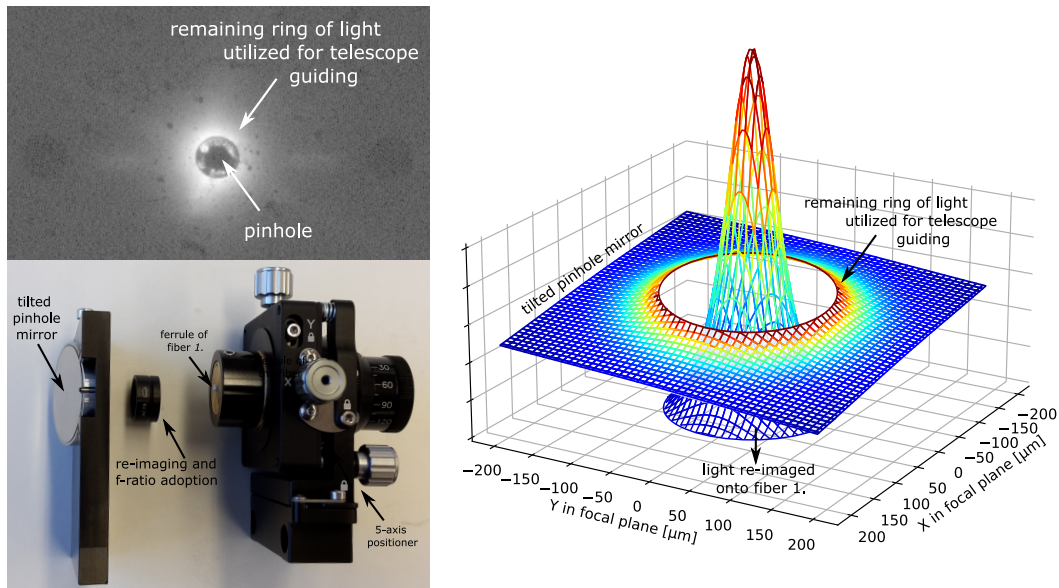 remaining ring of light
utilized for telescope
guiding
pinhole
tilted
pinhole
mirror
ferrule of
fiber 1.
re-imaging and
f-ratio adoption
5-axis
positioner
Y
X
30
60
90
remaining ring of light
utilized for telescope
guiding
tilted pinhole mirror
light re-imaged
onto fiber 1.
−200
−150
−100
−50
0
50
100
150
200
Y in focal plane [μm]
−200
−150
−100
−50
0
50
100
150
200
X in focal plane [μm]